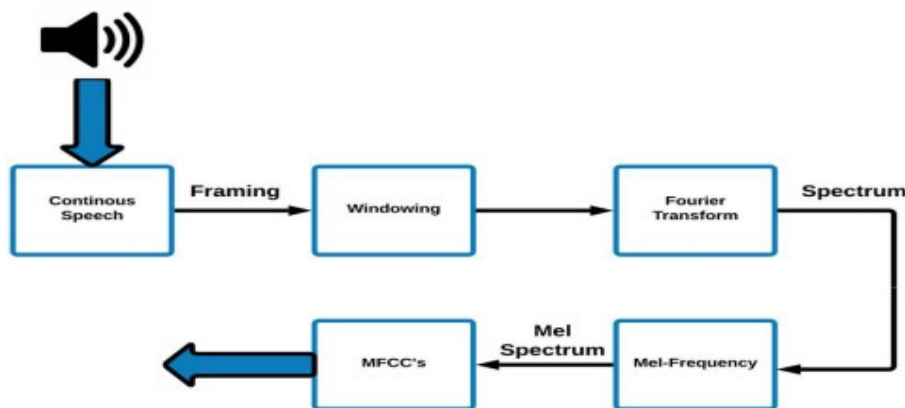 Continous
Speech
Framing
Windowing
Fourier
Transform
Spectrum
Mel-Frequency
Mel
Spectrum
MFCC's